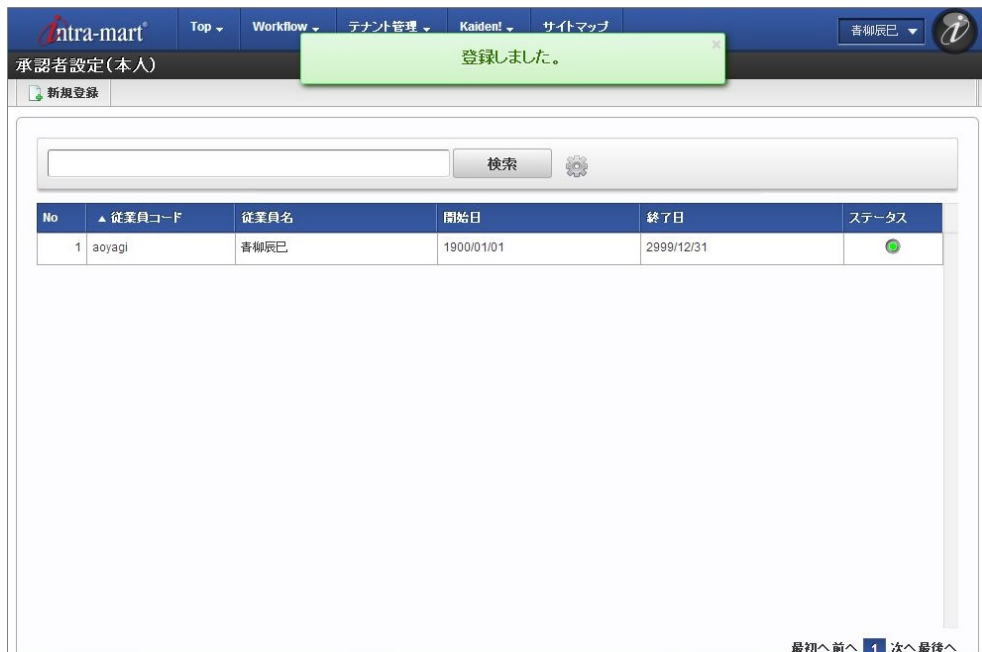 intra-mart® Top Workflow テナント管理 Kaiden! サイトマップ 青柳辰巳
登録しました。
承認者設定(本人)
新規登録
検索
No ▲従業員コード 従業員名 開始日 終了日 ステータス
1 aoyagi 青柳辰巳 1900/01/01 2999/12/31
最初へ 前へ 1 次へ 最後へ